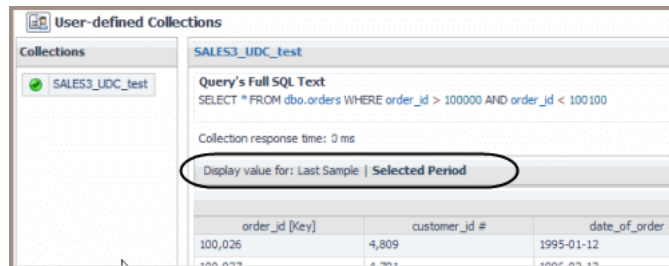 User-defined Collections
Collections
SALES3_UDC_test
SALES3_UDC_test
Query's Full SQL Text
SELECT * FROM dbo.orders WHERE order_id > 100000 AND order_id < 100100
Collection response time: 0 ms
Display value for: Last Sample | Selected Period
order_id [Key] customer_id # date_of_order
100,026 4,809 1995-01-12